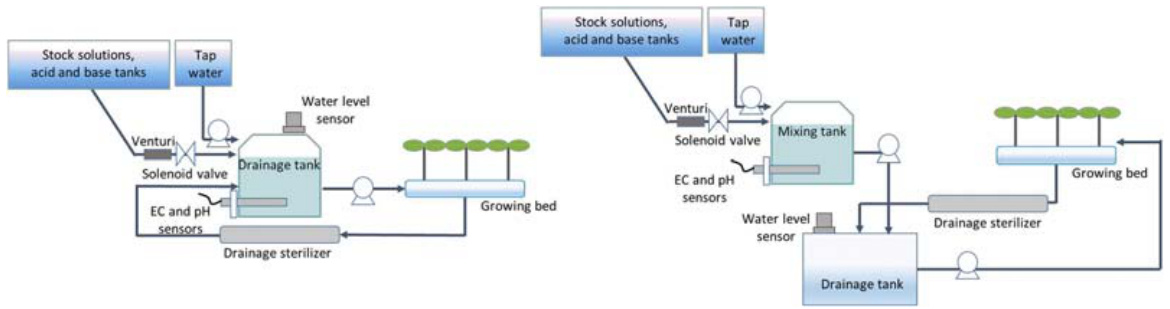 Stock solutions,
acid and base tanks
Tap
water
Water level
sensor
Venturi
Drainage tank
Solenoid valve
EC and pH
sensors
Growing bed
Drainage sterilizer
Stock solutions,
acid and base tanks
Tap
water
Venturi
Mixing tank
Solenoid valve
EC and pH
sensors
Growing bed
Water level
sensor
Drainage sterilizer
Drainage tank